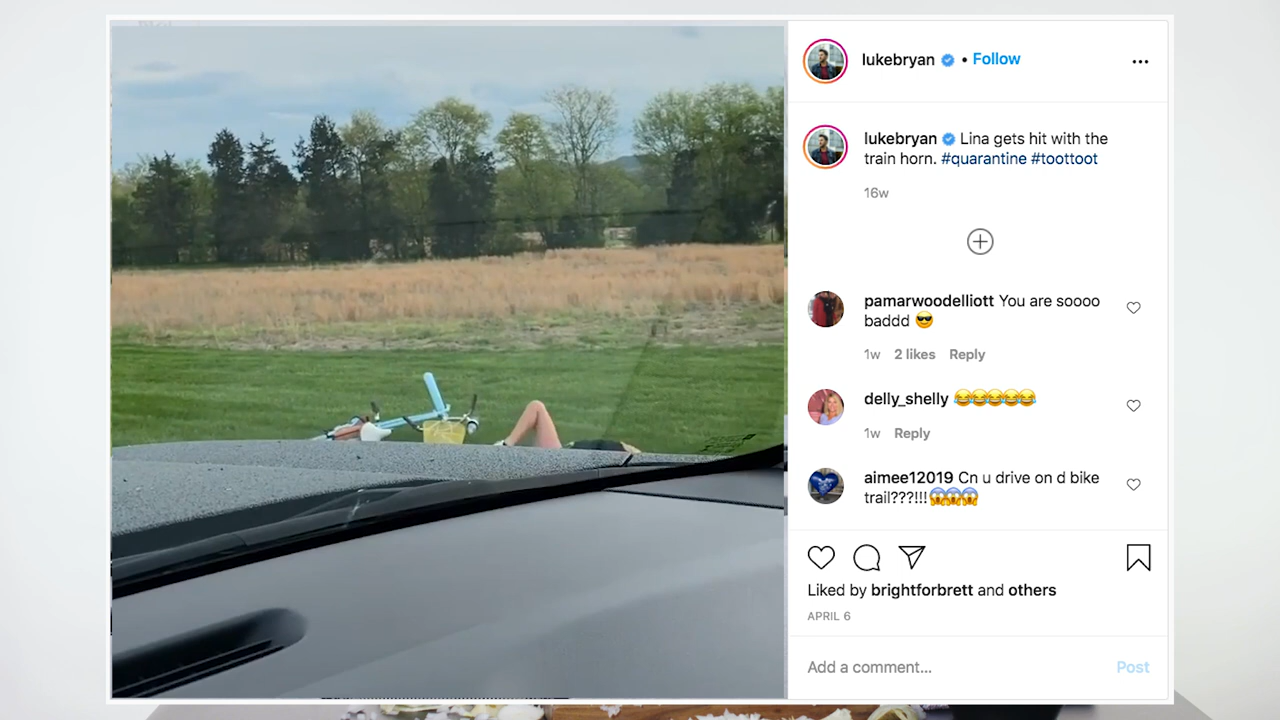 lukebryan • Follow
lukebryan Lina gets hit with the
train horn. #quarantine #toottoot
16w
pamarwoodelliott You are soooo
baddd 😎
1w 2 likes Reply
delly_shelly 😂😂😂😂😂
1w Reply
aimee12019 Cn u drive on d bike
trail???!!!😱😱😱
Liked by brightforbrett and others
APRIL 6
Add a comment... Post